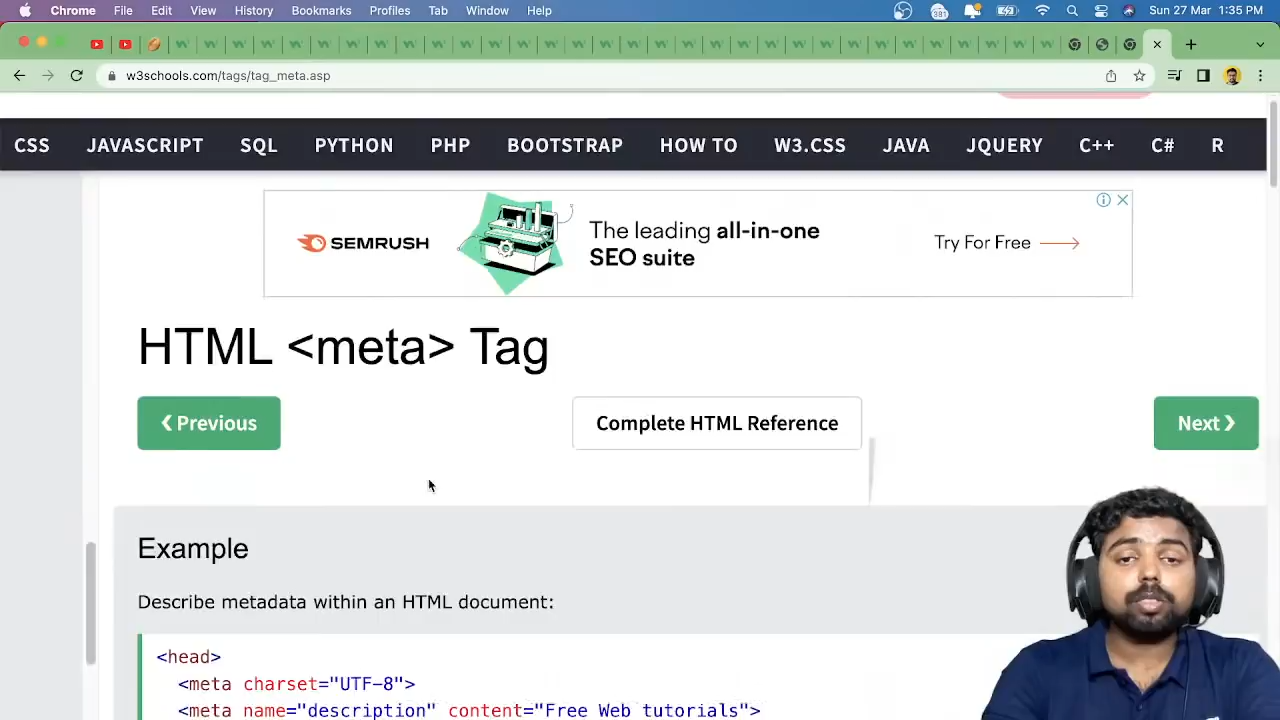 Chrome File Edit View History Bookmarks Profiles Tab Window Help 381 Sun 27 Mar 1:35 PM
w3schools.com/tags/tag_meta.asp
CSS JAVASCRIPT SQL PYTHON PHP BOOTSTRAP HOW TO W3.CSS JAVA JQUERY C++ C# R
SEMRUSH
The leading all-in-one
SEO suite
Try For Free
HTML <meta> Tag
❮ Previous Complete HTML Reference Next ❯
Example
Describe metadata within an HTML document:
<head>
<meta charset="UTF-8">
<meta name="description" content="Free Web tutorials">